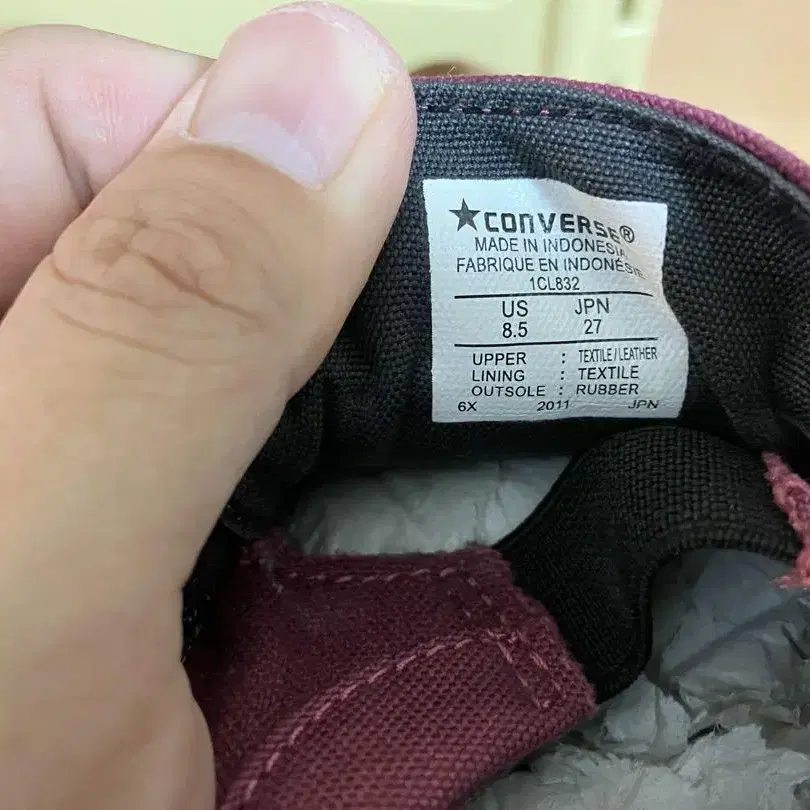 ★CONVERSE®
MADE IN INDONESIA
FABRIQUE EN INDONÉSIE
1CL832
US JPN
8.5 27
UPPER : TEXTILE/LEATHER
LINING : TEXTILE
OUTSOLE : RUBBER
6X 2011 JPN